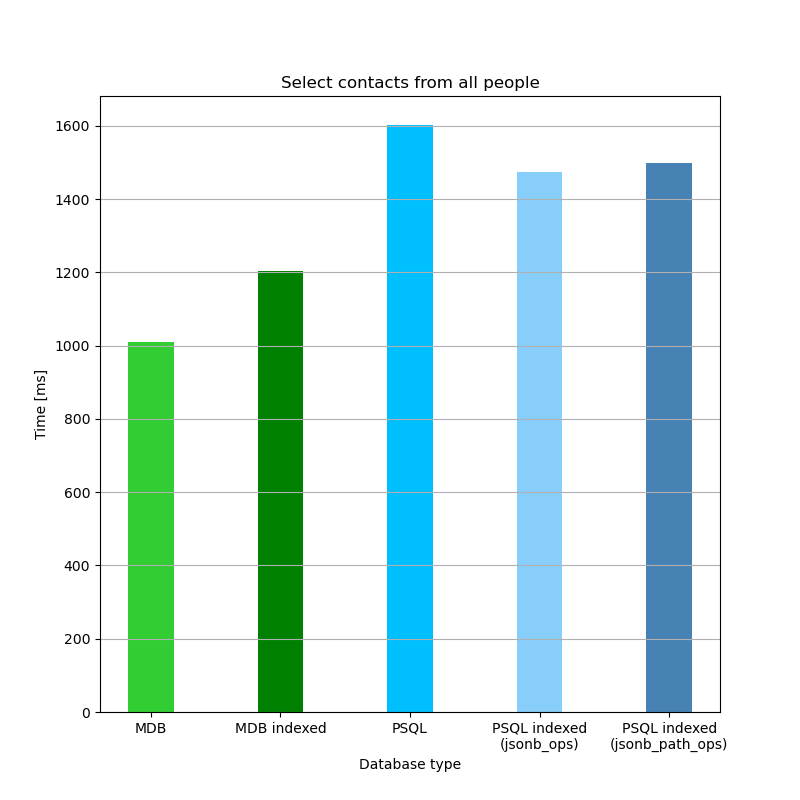 Select contacts from all people
Time [ms]
1600
1400
1200
1000
800
600
400
200
0
MDB
MDB indexed
PSQL
PSQL indexed
(jsonb_ops)
PSQL indexed
(jsonb_path_ops)
Database type